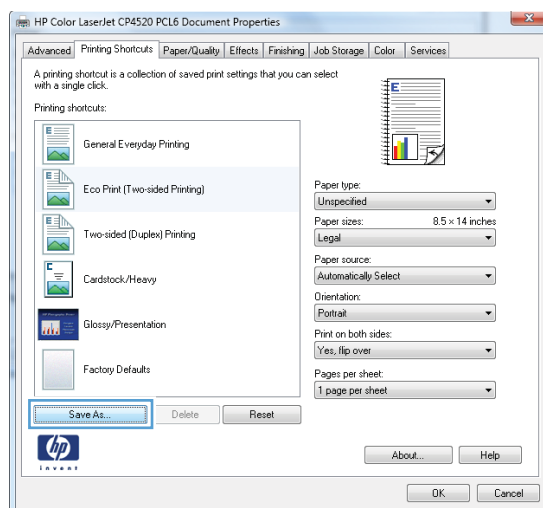 HP Color LaserJet CP4520 PCL6 Document Properties
Advanced Printing Shortcuts Paper/Quality Effects Finishing Job Storage Color Services
A printing shortcut is a collection of saved print settings that you can select
with a single click.
Printing shortcuts:
General Everyday Printing
Eco Print (Two-sided Printing)
Two-sided (Duplex) Printing
Cardstock/Heavy
Glossy/Presentation
Factory Defaults
Save As...
Delete
Reset
E
E
E
E
C
Paper type:
Unspecified
Paper sizes:
8.5 × 14 inches
Legal
Paper source:
Automatically Select
Orientation:
Portrait
Print on both sides:
Yes, flip over
Pages per sheet:
1 page per sheet
hp
invent
About...
Help
OK
Cancel